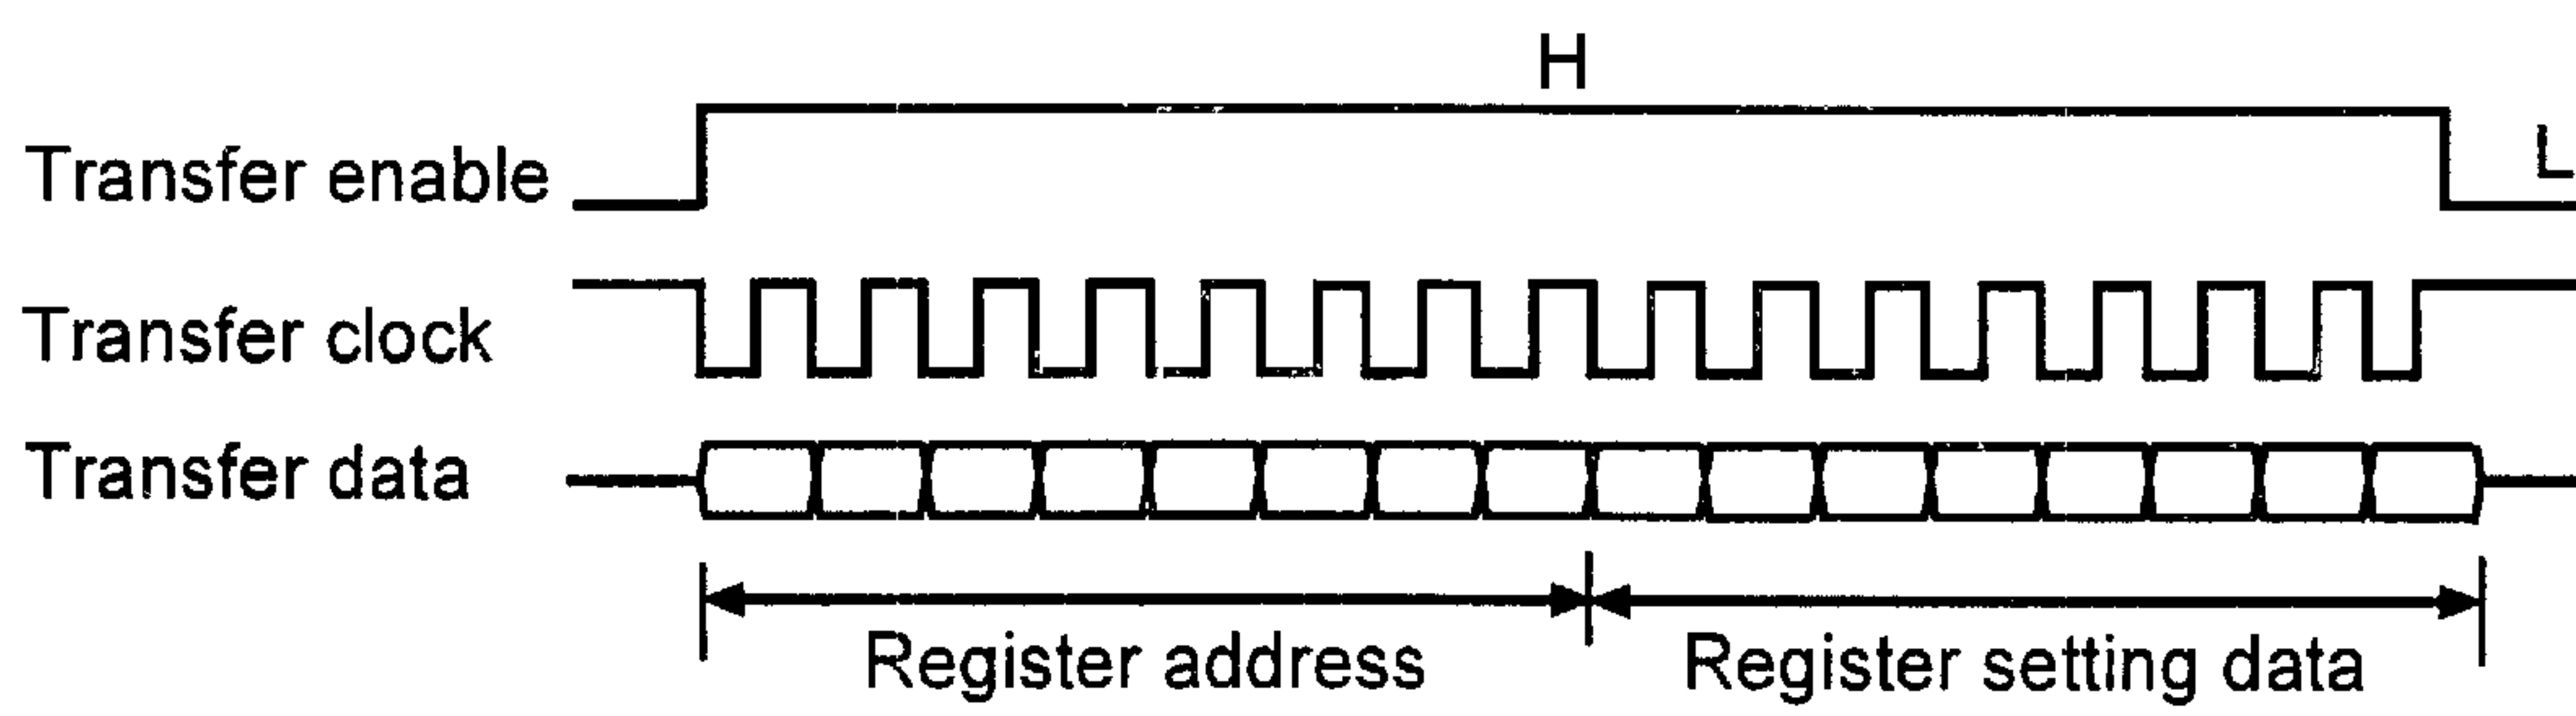 H
Transfer enable
L
Transfer clock
Transfer data
Register address
Register setting data